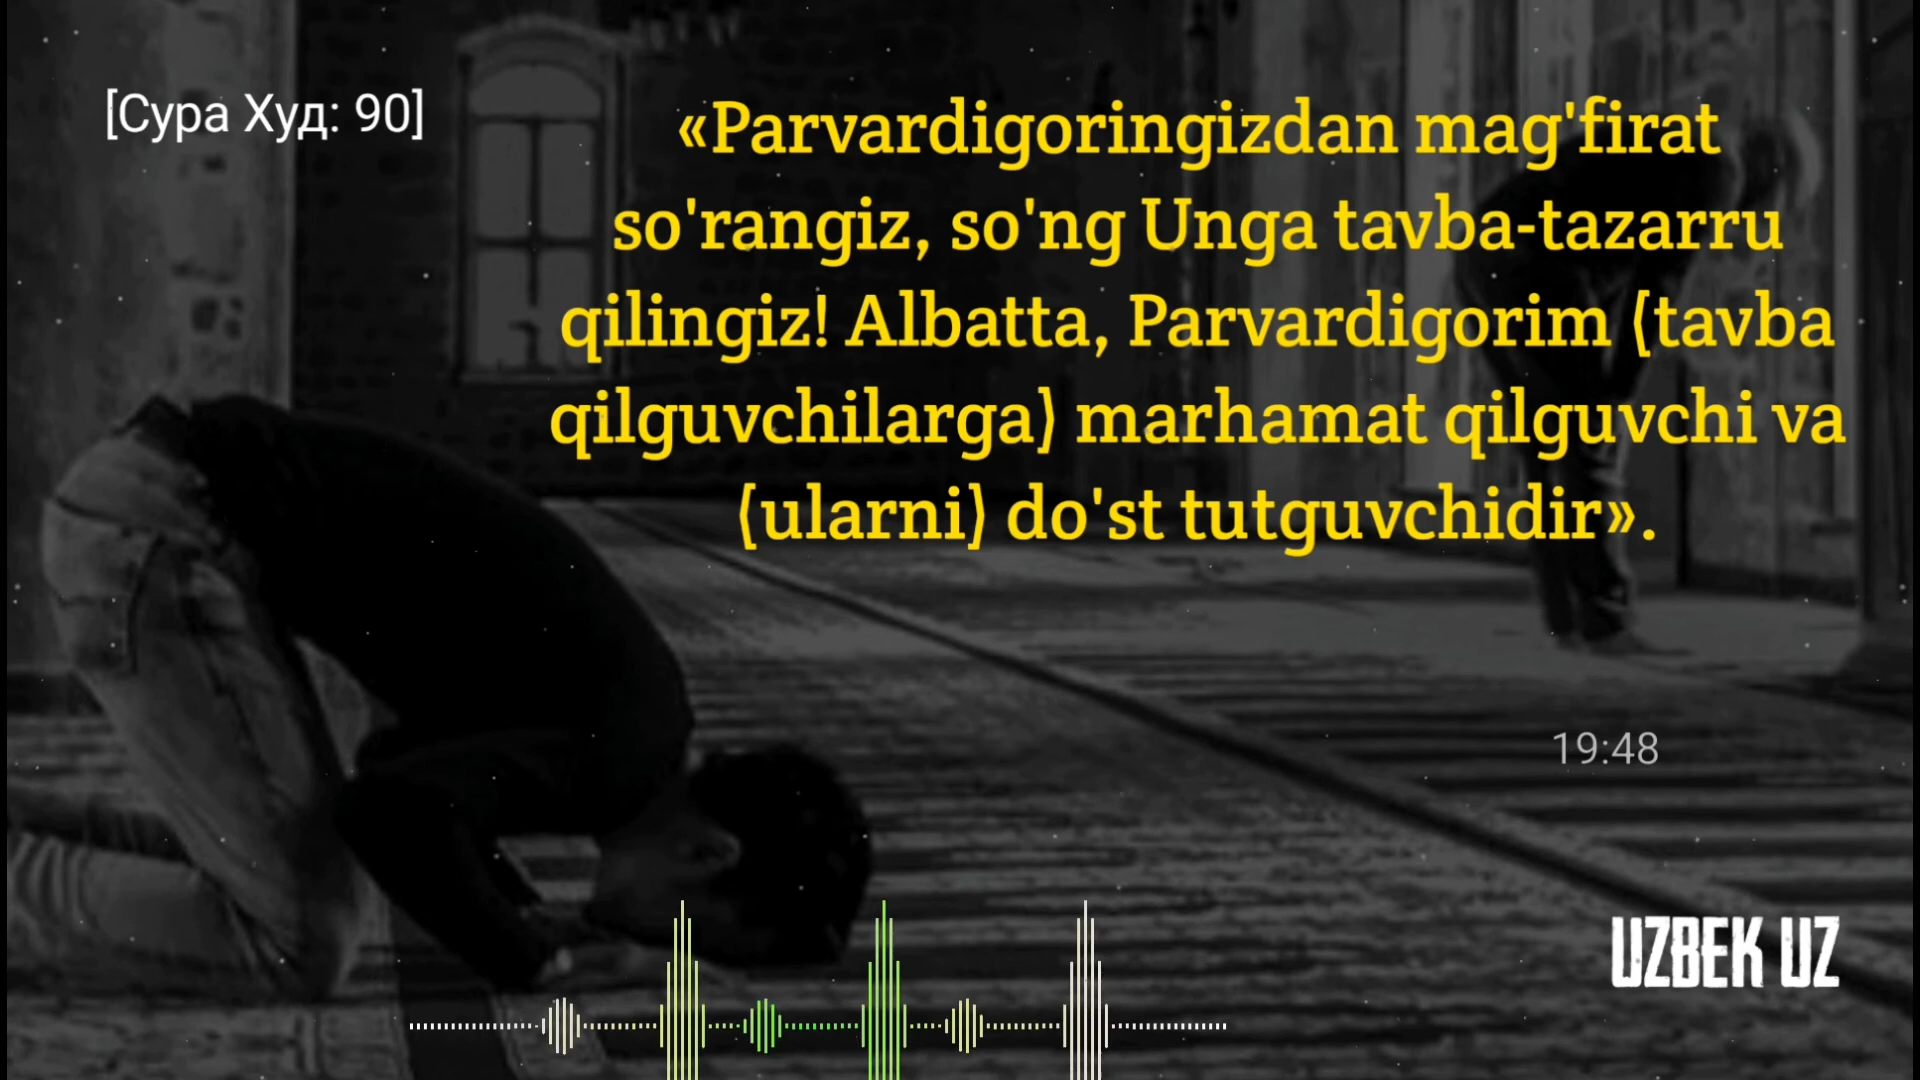 [Сура Худ: 90]
«Parvardigoringizdan mag'firat
so'rangiz, so'ng Unga tavba-tazarru
qilingiz! Albatta, Parvardigorim (tavba
qilguvchilarga) marhamat qilguvchi va
(ularni) do'st tutguvchidir».
19:48
UZBEK UZ